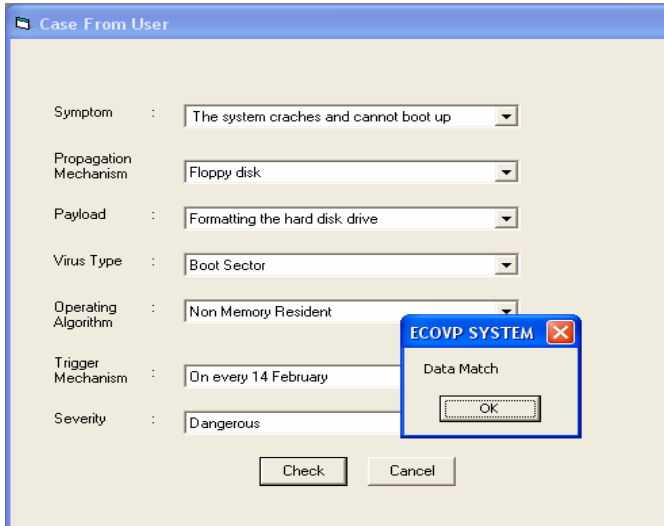 Case From User
Symptom : The system craches and cannot boot up
Propagation
Mechanism Floppy disk
Payload : Formatting the hard disk drive
Virus Type : Boot Sector
Operating : Non Memory Resident
Algorithm
ECOVP SYSTEM
Data Match
OK
Trigger
Mechanism : On every 14 February
Severity : Dangerous
Check Cancel